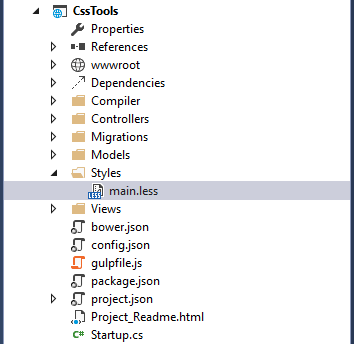 CssTools
Properties
References
wwwroot
Dependencies
Compiler
Controllers
Migrations
Models
Styles
LESS main.less
Views
bower.json
config.json
gulpfile.js
package.json
project.json
Project_Readme.html
C# Startup.cs